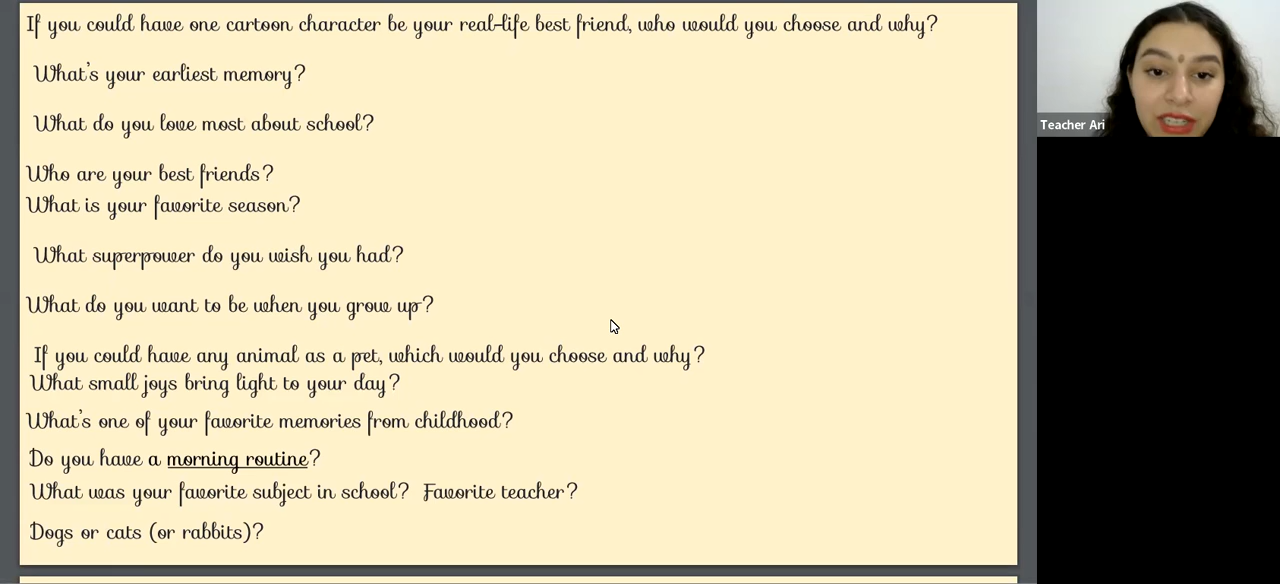 If you could have one cartoon character be your real-life best friend, who would you choose and why?
What's your earliest memory?
What do you love most about school?
Who are your best friends?
What is your favorite season?
What superpower do you wish you had?
What do you want to be when you grow up?
If you could have any animal as a pet, which would you choose and why?
What small joys bring light to your day?
What's one of your favorite memories from childhood?
Do you have a morning routine?
What was your favorite subject in school? Favorite teacher?
Dogs or cats (or rabbits)?
Teacher Ari